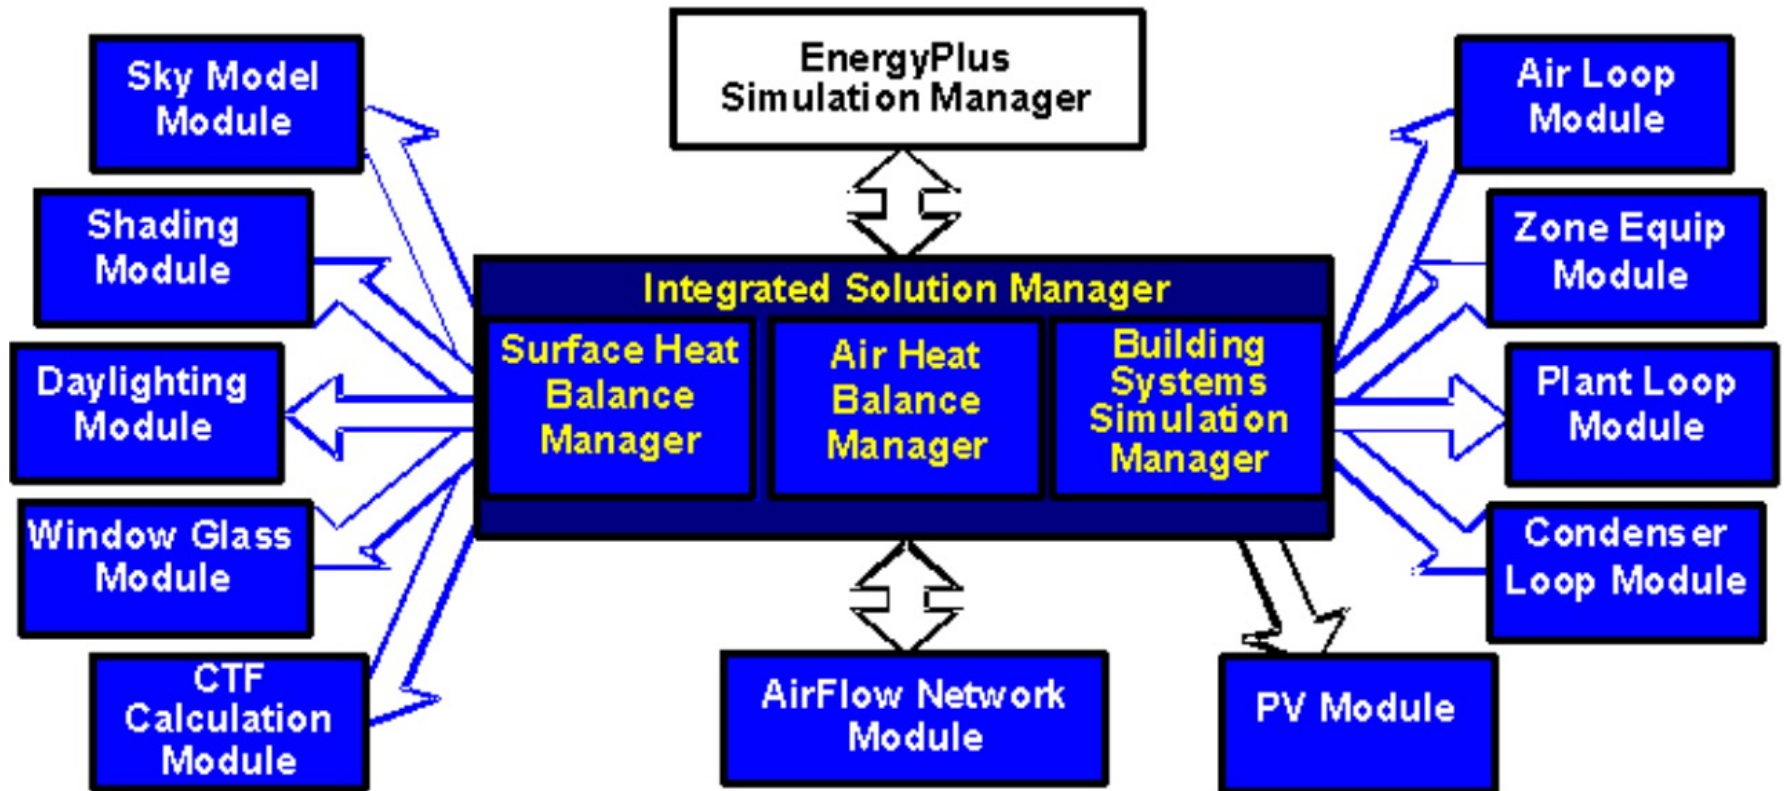 EnergyPlus
Simulation Manager
Sky Model
Module
Shading
Module
Daylighting
Module
Window Glass
Module
CTF
Calculation
Module
Integrated Solution Manager
Surface Heat
Balance
Manager
Air Heat
Balance
Manager
Building
Systems
Simulation
Manager
AirFlow Network
Module
PV Module
Air Loop
Module
Zone Equip
Module
Plant Loop
Module
Condenser
Loop Module